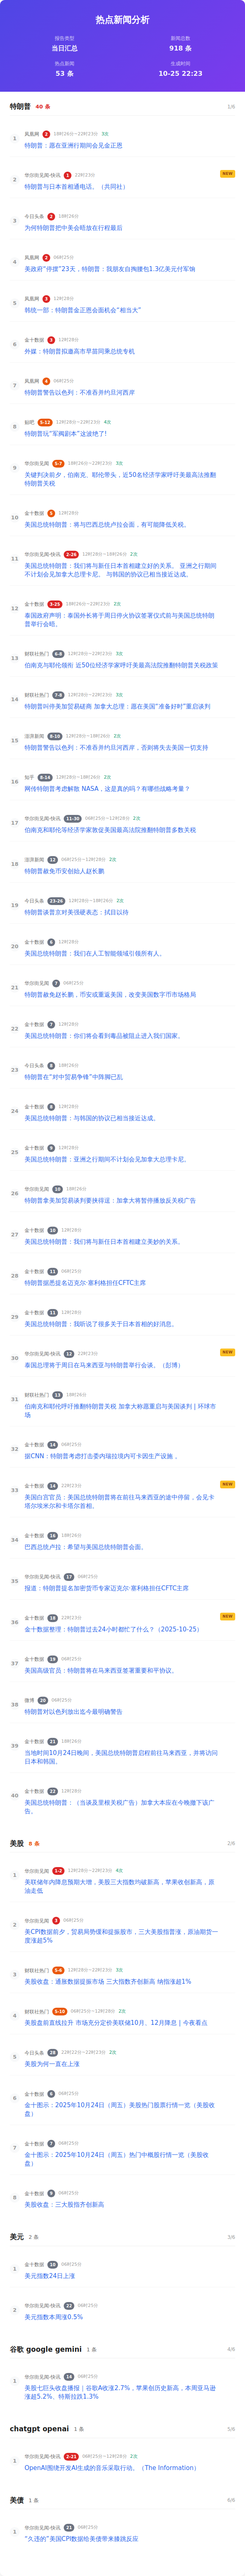 热点新闻分析
报告类型
当日汇总
新闻总数
918 条
热点新闻
53 条
生成时间
10-25 22:23
特朗普 40 条 1/6
1 凤凰网 2 18时26分~22时23分 3次
特朗普：愿在亚洲行期间会见金正恩
2 华尔街见闻-快讯 1 22时23分 NEW
特朗普与日本首相通电话。（共同社）
3 今日头条 2 18时26分
为何特朗普把中美会晤放在行程最后
4 凤凰网 3 06时25分
美政府“停摆”23天，特朗普：我朋友自掏腰包1.3亿美元付军饷
5 凤凰网 3 12时28分
韩统一部：特朗普金正恩会面机会“相当大”
6 金十数据 3 12时28分
外媒：特朗普拟邀高市早苗同乘总统专机
7 凤凰网 4 06时25分
特朗普警告以色列：不准吞并约旦河西岸
8 贴吧 5-12 12时28分~22时23分 4次
特朗普玩“军阀剧本”这波绝了!
9 华尔街见闻 5-7 18时26分~22时23分 3次
关键判决前夕，伯南克、耶伦带头，近50名经济学家呼吁美最高法推翻
特朗普关税
10 金十数据 5 12时28分
美国总统特朗普：将与巴西总统卢拉会面，有可能降低关税。
11 华尔街见闻-快讯 2-26 12时28分~18时26分 2次
美国总统特朗普：我们将与新任日本首相建立好的关系。 亚洲之行期间
不计划会见加拿大总理卡尼。 与韩国的协议已相当接近达成。
12 金十数据 3-25 18时26分~22时23分 2次
泰国政府声明：泰国外长将于周日停火协议签署仪式前与美国总统特朗
普举行会晤。
13 财联社热门 6-8 12时28分~22时23分 3次
伯南克与耶伦领衔 近50位经济学家呼吁美最高法院推翻特朗普关税政策
14 财联社热门 7-8 12时28分~22时23分 3次
特朗普叫停美加贸易磋商 加拿大总理：愿在美国“准备好时”重启谈判
15 澎湃新闻 8-10 12时28分~18时26分 2次
特朗普警告以色列：不准吞并约旦河西岸，否则将失去美国一切支持
16 知乎 8-14 12时28分~18时26分 2次
网传特朗普考虑解散 NASA，这是真的吗？有哪些战略考量？
17 华尔街见闻-快讯 11-30 06时25分~12时28分 2次
伯南克和耶伦等经济学家敦促美国最高法院推翻特朗普多数关税
18 澎湃新闻 12 06时25分~12时28分 2次
特朗普赦免币安创始人赵长鹏
19 今日头条 23-26 12时28分~18时26分 2次
特朗普谈普京对美强硬表态：拭目以待
20 金十数据 6 12时28分
美国总统特朗普：我们在人工智能领域引领所有人。
21 华尔街见闻 7 06时25分
特朗普赦免赵长鹏，币安或重返美国，改变美国数字货币市场格局
22 金十数据 7 12时28分
美国总统特朗普：你们将会看到毒品被阻止进入我们国家。
23 今日头条 8 18时26分
特朗普在“对中贸易争锋”中阵脚已乱
24 金十数据 8 12时28分
美国总统特朗普：与韩国的协议已相当接近达成。
25 金十数据 9 12时28分
美国总统特朗普：亚洲之行期间不计划会见加拿大总理卡尼。
26 华尔街见闻 10 18时26分
特朗普拿美加贸易谈判要挟得逞：加拿大将暂停播放反关税广告
27 金十数据 10 12时28分
美国总统特朗普：我们将与新任日本首相建立美妙的关系。
28 金十数据 11 06时25分
特朗普据悉提名迈克尔·塞利格担任CFTC主席
29 金十数据 11 12时28分
美国总统特朗普：我听说了很多关于日本首相的好消息。
30 华尔街见闻-快讯 12 22时23分 NEW
泰国总理将于周日在马来西亚与特朗普举行会谈。（彭博）
31 财联社热门 13 18时26分
伯南克和耶伦呼吁推翻特朗普关税 加拿大称愿重启与美国谈判 | 环球市
场
32 金十数据 14 06时25分
据CNN：特朗普考虑打击委内瑞拉境内可卡因生产设施 。
33 金十数据 14 22时23分 NEW
美国白宫官员：美国总统特朗普将在前往马来西亚的途中停留，会见卡
塔尔埃米尔和卡塔尔首相。
34 金十数据 16 18时26分
巴西总统卢拉：希望与美国总统特朗普会面。
35 华尔街见闻-快讯 17 06时25分
报道：特朗普提名加密货币专家迈克尔·塞利格担任CFTC主席
36 金十数据 18 22时23分 NEW
金十数据整理：特朗普过去24小时都忙了什么？（2025-10-25）
37 金十数据 19 06时25分
美国高级官员：特朗普将在马来西亚签署重要和平协议。
38 微博 20 06时25分
特朗普对以色列放出迄今最明确警告
39 金十数据 21 18时26分
当地时间10月24日晚间，美国总统特朗普启程前往马来西亚，并将访问
日本和韩国。
40 金十数据 22 12时28分
美国总统特朗普：（当谈及里根关税广告）加拿大本应在今晚撤下该广
告。
美股 8 条 2/6
1 华尔街见闻 1-2 12时28分~22时23分 4次
美联储年内降息预期大增，美股三大指数均破新高，苹果收创新高，原
油走低
2 华尔街见闻 3 06时25分
美CPI数据前夕，贸易局势缓和提振股市，三大美股指普涨，原油期货一
度涨超5%
3 财联社热门 5-6 12时28分~22时23分 3次
美股收盘：通胀数据提振市场 三大指数齐创新高 纳指涨超1%
4 财联社热门 5-10 06时25分~12时28分 2次
美股盘前直线拉升 市场充分定价美联储10月、12月降息 | 今夜看点
5 今日头条 28 22时22分~22时23分 2次
美股为何一直在上涨
6 金十数据 6 06时25分
金十图示：2025年10月24日（周五）美股热门股票行情一览（美股收
盘）
7 金十数据 7 06时25分
金十图示：2025年10月24日（周五）热门中概股行情一览（美股收
盘）
8 金十数据 9 06时25分
美股收盘：三大股指齐创新高
美元 2 条 3/6
1 金十数据 10 06时25分
美元指数24日上涨
2 华尔街见闻-快讯 22 06时25分
美元指数本周涨0.5%
谷歌 google gemini 1 条 4/6
1 华尔街见闻-快讯 14 06时25分
美股七巨头收盘播报｜谷歌A收涨2.7%，苹果创历史新高，本周亚马逊
涨超5.2%、特斯拉跌1.3%
chatgpt openai 1 条 5/6
1 华尔街见闻-快讯 2-21 06时25分~12时28分 2次
OpenAI围绕开发AI生成的音乐采取行动。（The Information）
美债 1 条 6/6
1 华尔街见闻-快讯 21 06时25分
“久违的”美国CPI数据给美债带来膝跳反应